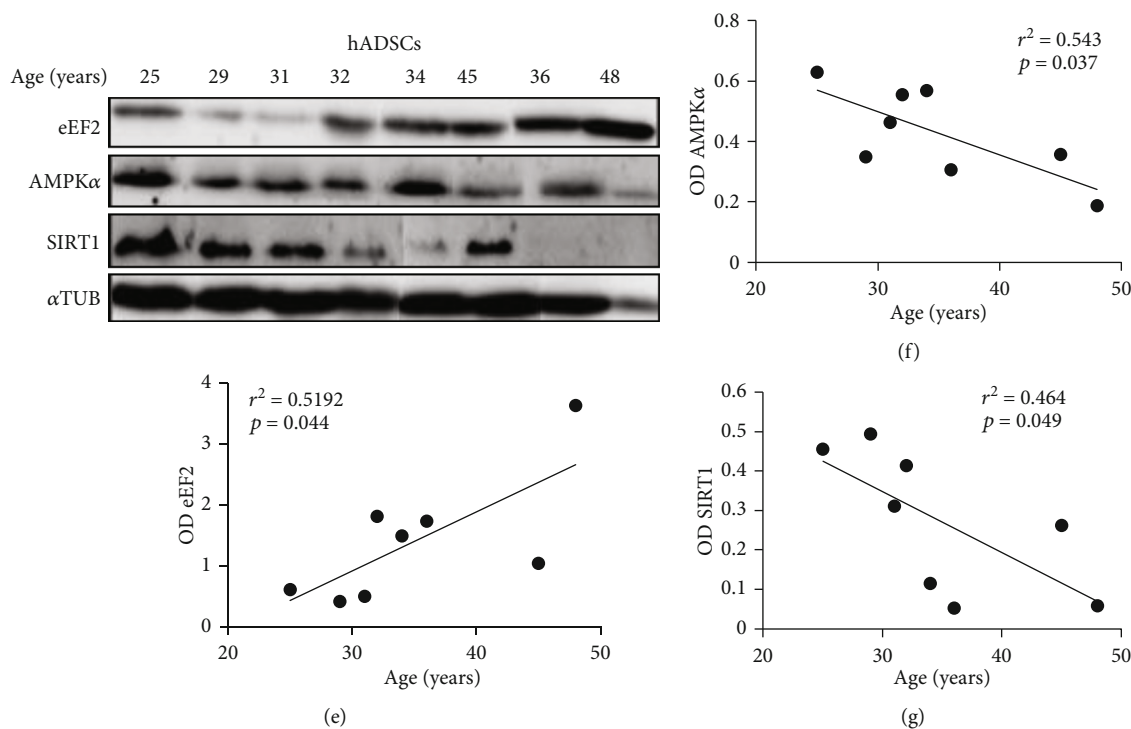 hADSCs
Age (years) 25 29 31 32 34 45 36 48
eEF2
AMPKα
SIRT1
αTUB
0.8
0.6
0.4
0.2
0
OD AMPKα
r² = 0.543
p = 0.037
20 30 40 50
Age (years)
(f)
4
3
2
1
0
OD eEF2
r² = 0.5192
p = 0.044
20 30 40 50
Age (years)
(e)
0.6
0.5
0.4
0.3
0.2
0.1
0
OD SIRT1
r² = 0.464
p = 0.049
20 30 40 50
Age (years)
(g)